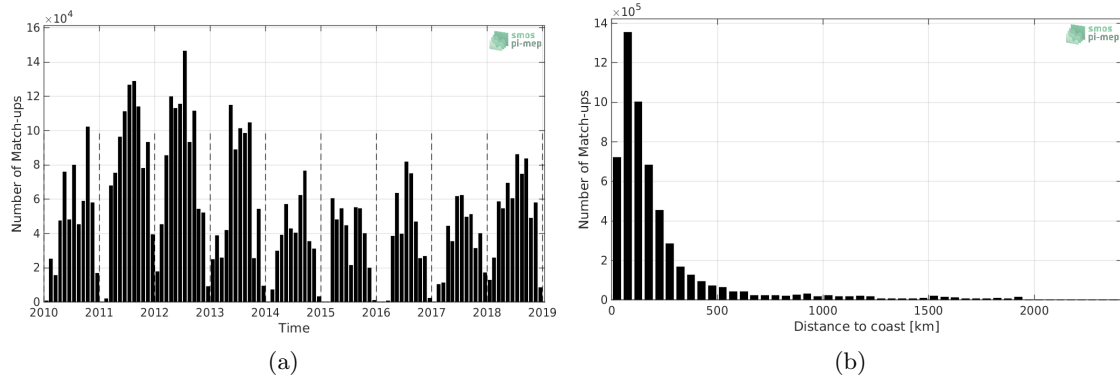 ×10⁴
16
14
12
10
8
6
4
2
0
Number of Match-ups
2010 2011 2012 2013 2014 2015 2016 2017 2018 2019
Time
smos
pi-mep
(a)
×10⁵
14
12
10
8
6
4
2
0
Number of Match-ups
0 500 1000 1500 2000
Distance to coast [km]
smos
pi-mep
(b)